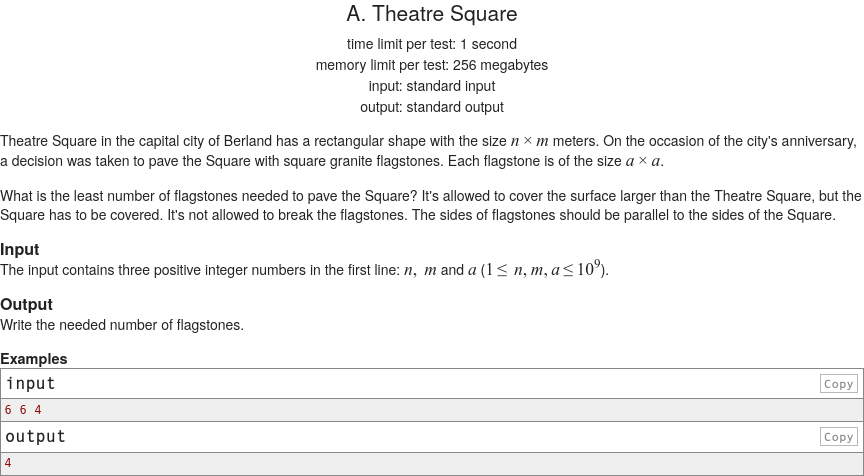 A. Theatre Square
time limit per test: 1 second
memory limit per test: 256 megabytes
input: standard input
output: standard output
Theatre Square in the capital city of Berland has a rectangular shape with the size n × m meters. On the occasion of the city's anniversary,
a decision was taken to pave the Square with square granite flagstones. Each flagstone is of the size a × a.
What is the least number of flagstones needed to pave the Square? It's allowed to cover the surface larger than the Theatre Square, but the
Square has to be covered. It's not allowed to break the flagstones. The sides of flagstones should be parallel to the sides of the Square.
Input
The input contains three positive integer numbers in the first line: n, m and a (1 ≤ n, m, a ≤ 10⁹).
Output
Write the needed number of flagstones.
Examples
input Copy
6 6 4
output Copy
4